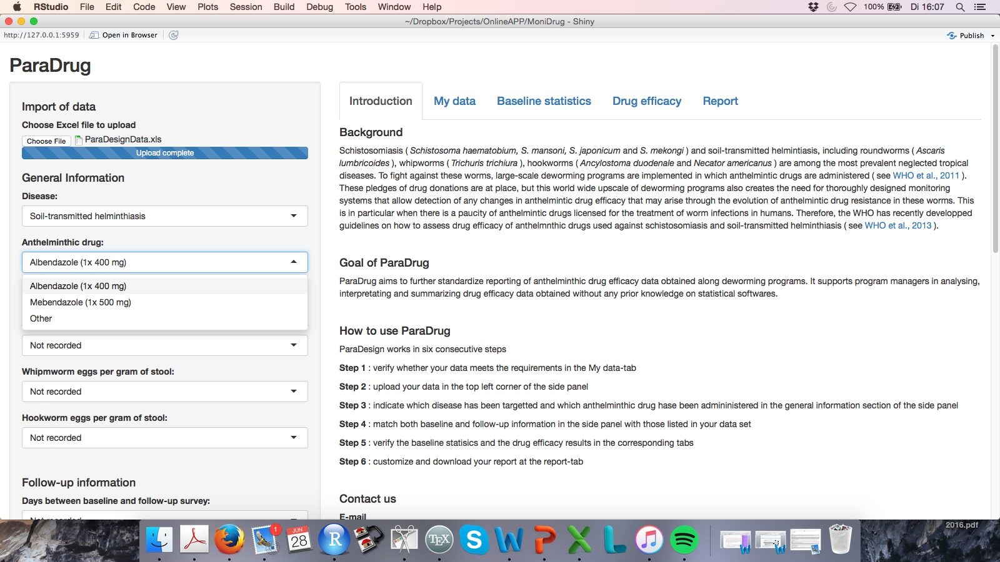 RStudio File Edit Code View Plots Session Build Debug Tools Window Help 100% Di 16:07
~/Dropbox/Projects/OnlineAPP/MoniDrug - Shiny
http://127.0.0.1:5959 Open in Browser Publish
ParaDrug
Import of data
Choose Excel file to upload
Choose File ParaDesignData.xls
Upload complete
General Information
Disease:
Soil-transmitted helminthiasis
Anthelminthic drug:
Albendazole (1x 400 mg)
Albendazole (1x 400 mg)
Mebendazole (1x 500 mg)
Other
Not recorded
Whipmworm eggs per gram of stool:
Not recorded
Hookworm eggs per gram of stool:
Not recorded
Follow-up information
Days between baseline and follow-up survey:
Not recorded
Introduction My data Baseline statistics Drug efficacy Report
Background
Schistosomiasis ( Schistosoma haematobium, S. mansoni, S. japonicum and S. mekongi ) and soil-transmitted helmintiasis, including roundworms ( Ascaris
lumbricoides ), whipworms ( Trichuris trichiura ), hookworms ( Ancylostoma duodenale and Necator americanus ) are among the most prevalent neglected tropical
diseases. To fight against these worms, large-scale deworming programs are implemented in which anthelmintic drugs are administered ( see WHO et al., 2011 ).
These pledges of drug donations are at place, but this world wide upscale of deworming programs also creates the need for thoroughly designed monitoring
systems that allow detection of any changes in anthelmintic drug efficacy that may arise through the evolution of anthelmintic drug resistance in these worms. This
is in particular when there is a paucity of anthelmintic drugs licensed for the treatment of worm infections in humans. Therefore, the WHO has recently developped
guidelines on how to assess drug efficacy of anthelmnthic drugs used against schistosomiasis and soil-transmitted helminthiasis ( see WHO et al., 2013 ).
Goal of ParaDrug
ParaDrug aims to further standardize reporting of anthelminthic drug efficacy data obtained along deworming programs. It supports program managers in analysing,
interpretating and summarizing drug efficacy data obtained without any prior knowledge on statistical softwares.
How to use ParaDrug
ParaDesign works in six consecutive steps
Step 1 : verify whether your data meets the requirements in the My data-tab
Step 2 : upload your data in the top left corner of the side panel
Step 3 : indicate which disease has been targetted and which anthelminthic drug hase been admininistered in the general information section of the side panel
Step 4 : match both baseline and follow-up information in the side panel with those listed in your data set
Step 5 : verify the baseline statisics and the drug efficacy results in the corresponding tabs
Step 6 : customize and download your report at the report-tab
Contact us
E-mail
2016.pdf
1
JUN
28
R
TEX